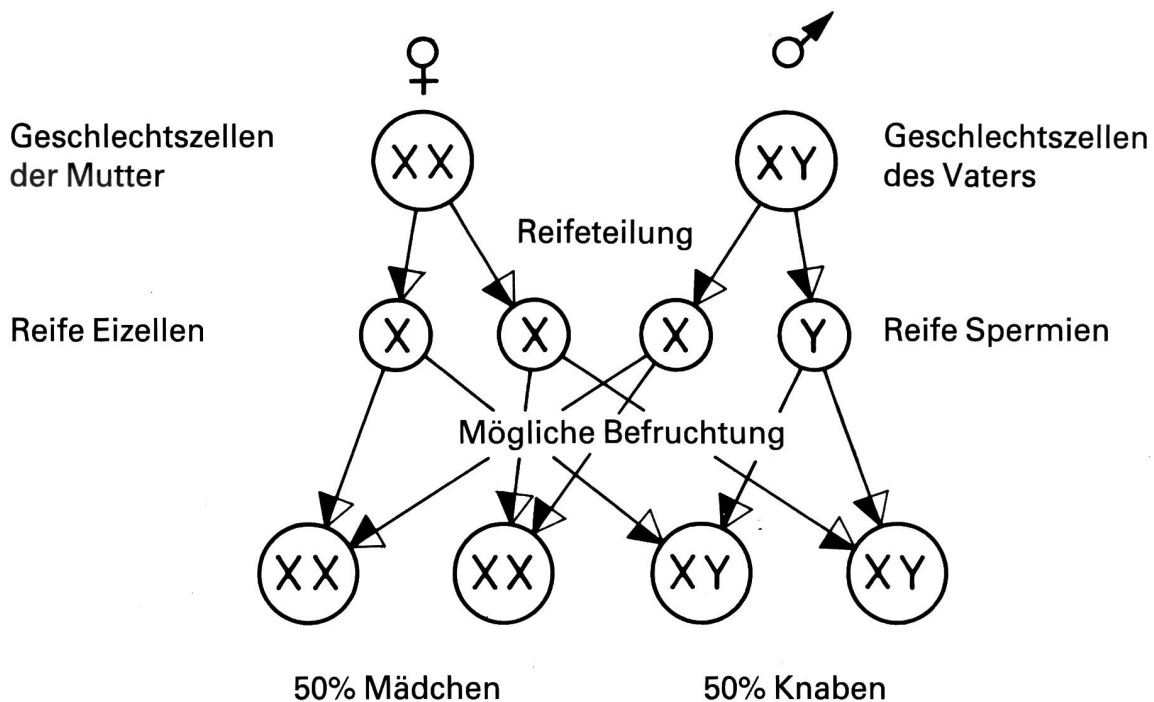 Geschlechtszellen
der Mutter
XX
XY
Geschlechtszellen
des Vaters
Reifeteilung
Reife Eizellen
X
X
X
Y
Reife Spermien
Mögliche Befruchtung
XX
XX
XY
XY
50% Mädchen
50% Knaben